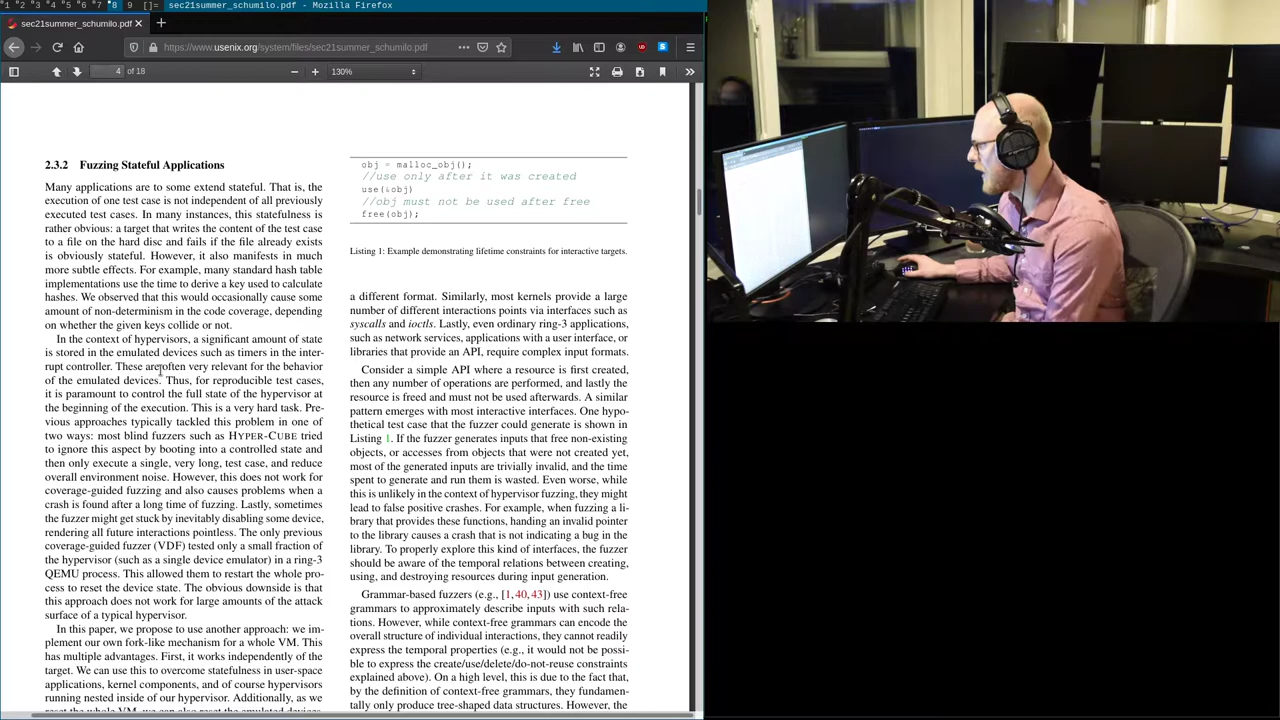 1 2 3 4 5 6 7 8 9 []= sec21summer_schumilo.pdf - Mozilla Firefox
sec21summer_schumilo.pdf
https://www.usenix.org/system/files/sec21summer_schumilo.pdf
4 of 18
130%
2.3.2 Fuzzing Stateful Applications
Many applications are to some extend stateful. That is, the
execution of one test case is not independent of all previously
executed test cases. In many instances, this statefulness is
rather obvious: a target that writes the content of the test case
to a file on the hard disc and fails if the file already exists
is obviously stateful. However, it also manifests in much
more subtle effects. For example, many standard hash table
implementations use the time to derive a key used to calculate
hashes. We observed that this would occasionally cause some
amount of non-determinism in the code coverage, depending
on whether the given keys collide or not.
In the context of hypervisors, a significant amount of state
is stored in the emulated devices such as timers in the inter-
rupt controller. These are often very relevant for the behavior
of the emulated devices. Thus, for reproducible test cases,
it is paramount to control the full state of the hypervisor at
the beginning of the execution. This is a very hard task. Pre-
vious approaches typically tackled this problem in one of
two ways: most blind fuzzers such as HYPER-CUBE tried
to ignore this aspect by booting into a controlled state and
then only execute a single, very long, test case, and reduce
overall environment noise. However, this does not work for
coverage-guided fuzzing and also causes problems when a
crash is found after a long time of fuzzing. Lastly, sometimes
the fuzzer might get stuck by inevitably disabling some device,
rendering all future interactions pointless. The only previous
coverage-guided fuzzer (VDF) tested only a small fraction of
the hypervisor (such as a single device emulator) in a ring-3
QEMU process. This allowed them to restart the whole pro-
cess to reset the device state. The obvious downside is that
this approach does not work for large amounts of the attack
surface of a typical hypervisor.
In this paper, we propose to use another approach: we im-
plement our own fork-like mechanism for a whole VM. This
has multiple advantages. First, it works independently of the
target. We can use this to overcome statefulness in user-space
applications, kernel components, and of course hypervisors
running nested inside of our hypervisor. Additionally, as we
reset the whole VM, we can also reset the emulated devices,
obj = malloc_obj();
//use only after it was created
use(&obj)
//obj must not be used after free
free(obj);
Listing 1: Example demonstrating lifetime constraints for interactive targets.
a different format. Similarly, most kernels provide a large
number of different interactions points via interfaces such as
syscalls and ioctls. Lastly, even ordinary ring-3 applications,
such as network services, applications with a user interface, or
libraries that provide an API, require complex input formats.
Consider a simple API where a resource is first created,
then any number of operations are performed, and lastly the
resource is freed and must not be used afterwards. A similar
pattern emerges with most interactive interfaces. One hypo-
thetical test case that the fuzzer could generate is shown in
Listing 1. If the fuzzer generates inputs that free non-existing
objects, or accesses from objects that were not created yet,
most of the generated inputs are trivially invalid, and the time
spent to generate and run them is wasted. Even worse, while
this is unlikely in the context of hypervisor fuzzing, they might
lead to false positive crashes. For example, when fuzzing a li-
brary that provides these functions, handing an invalid pointer
to the library causes a crash that is not indicating a bug in the
library. To properly explore this kind of interfaces, the fuzzer
should be aware of the temporal relations between creating,
using, and destroying resources during input generation.
Grammar-based fuzzers (e.g., [1,40,43]) use context-free
grammars to approximately describe inputs with such rela-
tions. However, while context-free grammars can encode the
overall structure of individual interactions, they cannot readily
express the temporal properties (e.g., it would not be possi-
ble to express the create/use/delete/do-not-reuse constraints
explained above). On a high level, this is due to the fact that,
by the definition of context-free grammars, they fundamen-
tally only produce tree-shaped data structures. However, the